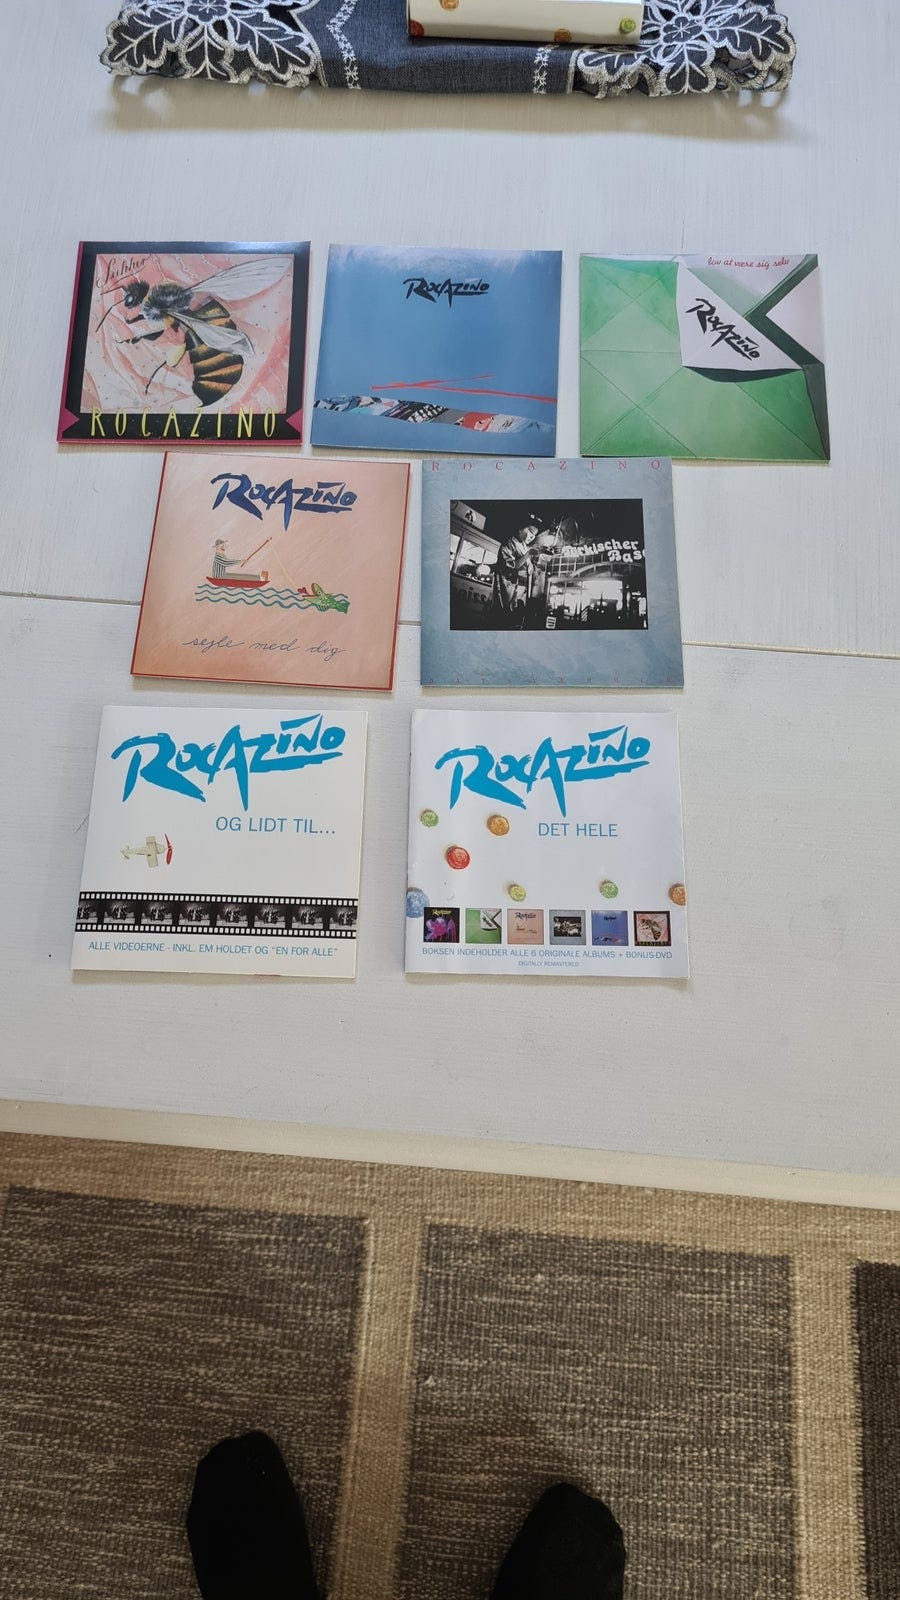 Sukker
ROCAZINO
ROCAZINO
lov at være sig selv
ROCAZINO
ROCAZINO
sejle med dig
ROCAZINO
Türkischer
Bas
ROCAZINO
OG LIDT TIL...
ALLE VIDEOERNE - INKL. EM HOLDET OG "EN FOR ALLE"
ROCAZINO
DET HELE
BOKSEN INDEHOLDER ALLE 6 ORIGINALE ALBUMS + BONUS-DVD
DIGITALLY REMASTERED